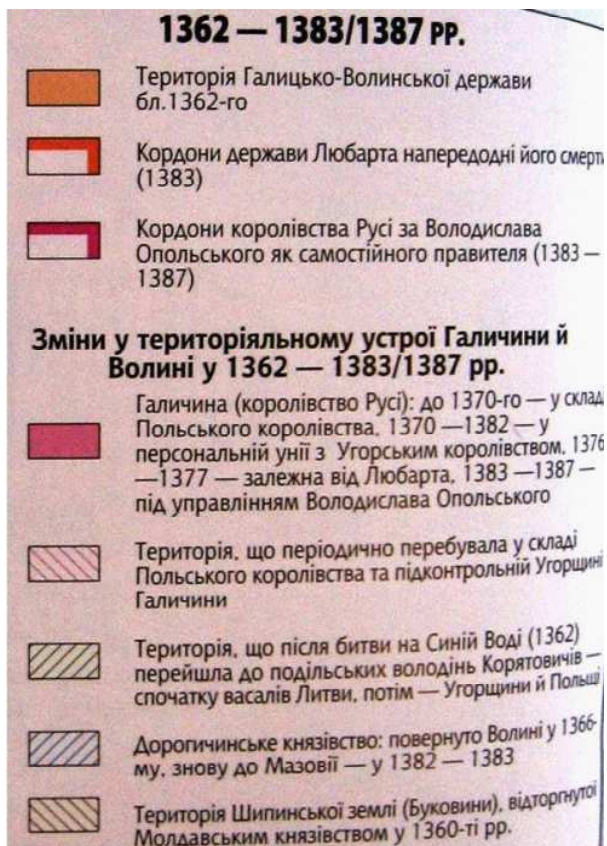 1362 — 1383/1387 РР.
Територія Галицько-Волинської держави
бл.1362-го
Кордони держави Любарта напередодні його смерти
(1383)
Кордони королівства Русі за Володислава
Опольського як самостійного правителя (1383 —
1387)
Зміни у територіяльному устрої Галичини й
Волині у 1362 — 1383/1387 рр.
Галичина (королівство Русі): до 1370-го — у складі
Польського королівства, 1370 —1382 — у
персональній унії з Угорським королівством, 1376
—1377 — залежна від Любарта, 1383 —1387 —
під управлінням Володислава Опольського
Територія, що періодично перебувала у складі
Польського королівства та підконтрольній Угорщині
Галичини
Територія, що після битви на Синій Воді (1362)
перейшла до подільських володінь Корятовичів —
спочатку васалів Литви, потім — Угорщини й Польщі
Дорогичинське князівство: повернуто Волині у 1366-
му, знову до Мазовії — у 1382 — 1383
Територія Шипинської землі (Буковини), відторгнутої
Молдавським князівством у 1360-ті рр.